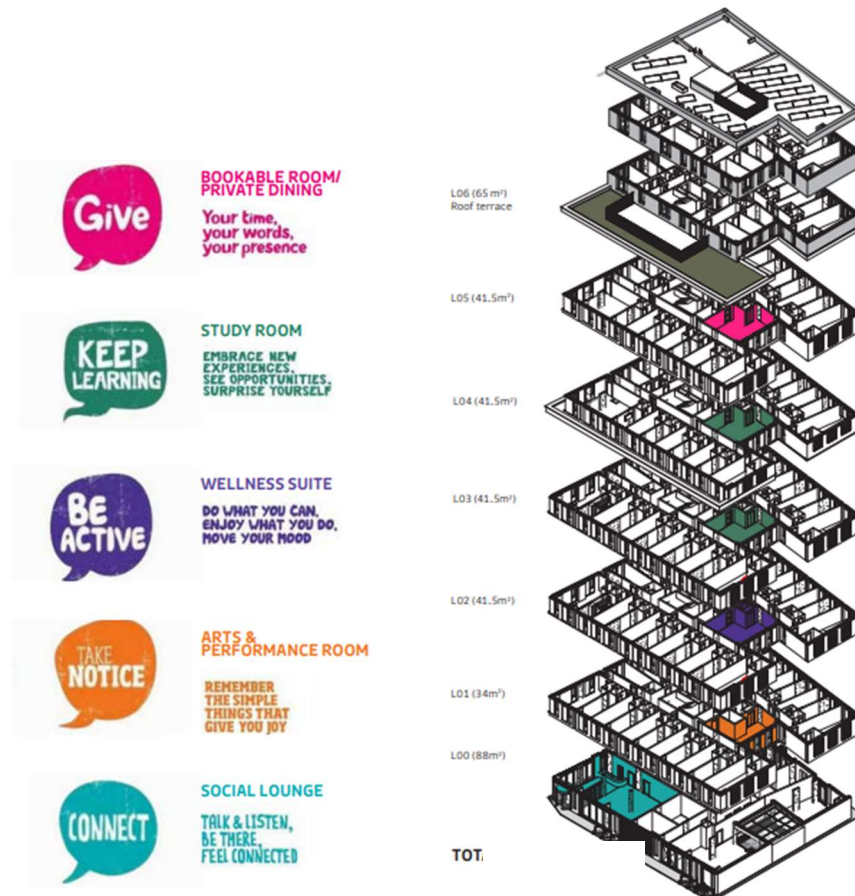 Give
BOOKABLE ROOM/
PRIVATE DINING
Your time,
your words,
your presence
L06 (65 m²)
Roof terrace
L05 (41.5m²)
KEEP
LEARNING
STUDY ROOM
EMBRACE NEW
EXPERIENCES,
SEE OPPORTUNITIES,
SURPRISE YOURSELF
L04 (41.5m²)
BE
ACTIVE
WELLNESS SUITE
DO WHAT YOU CAN,
ENJOY WHAT YOU DO,
MOVE YOUR MOOD
L03 (41.5m²)
L02 (41.5m²)
TAKE
NOTICE
ARTS &
PERFORMANCE ROOM
REMEMBER
THE SIMPLE
THINGS THAT
GIVE YOU JOY
L01 (34m²)
L00 (88m²)
CONNECT
SOCIAL LOUNGE
TALK & LISTEN,
BE THERE,
FEEL CONNECTED